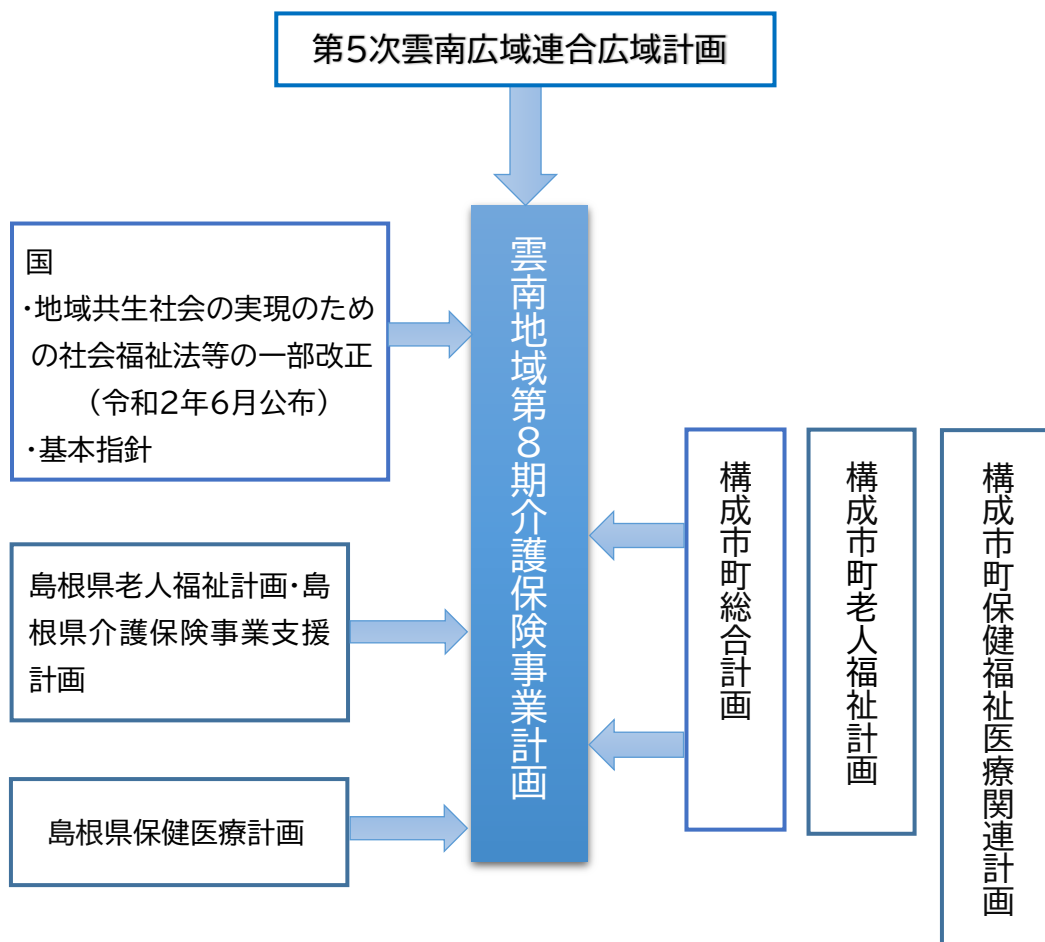 第5次雲南広域連合広域計画
国
・地域共生社会の実現のため
の社会福祉法等の一部改正
(令和2年6月公布)
・基本指針
島根県老人福祉計画・島
根県介護保険事業支援
計画
島根県保健医療計画
雲南地域第8期介護保険事業計画
構成市町総合計画
構成市町老人福祉計画
構成市町保健福祉医療関連計画